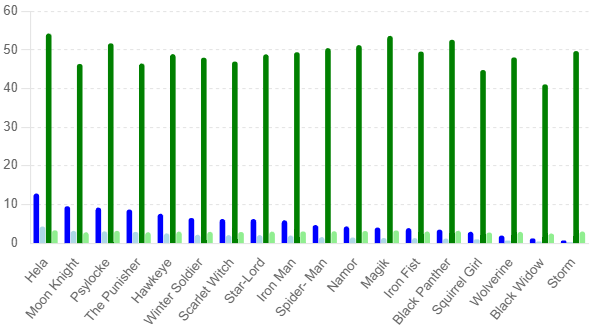 60
50
40
30
20
10
0
Hela
Moon Knight
Psylocke
The Punisher
Hawkeye
Winter Soldier
Scarlet Witch
Star-Lord
Iron Man
Spider- Man
Namor
Magik
Iron Fist
Black Panther
Squirrel Girl
Wolverine
Black Widow
Storm